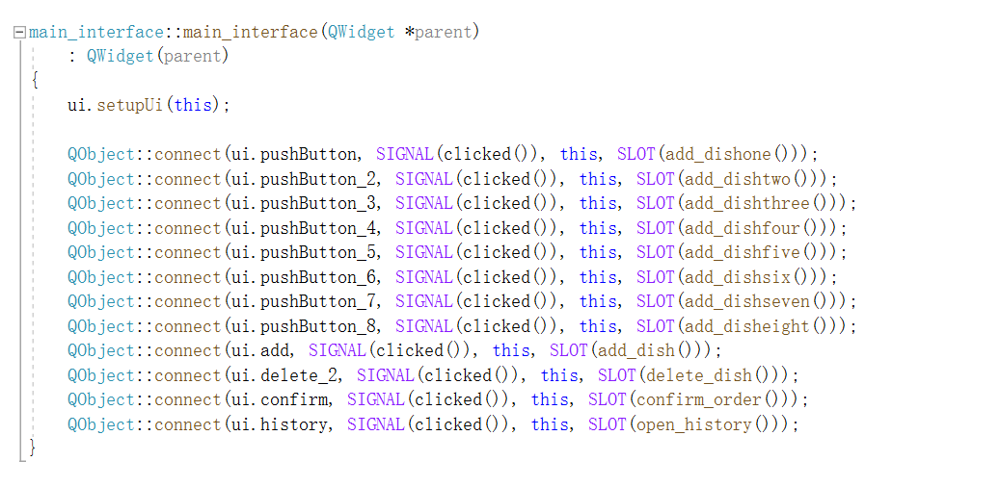 main_interface::main_interface(QWidget *parent)
    : QWidget(parent)
{
    ui.setupUi(this);

    QObject::connect(ui.pushButton, SIGNAL(clicked()), this, SLOT(add_dishone()));
    QObject::connect(ui.pushButton_2, SIGNAL(clicked()), this, SLOT(add_dishtwo()));
    QObject::connect(ui.pushButton_3, SIGNAL(clicked()), this, SLOT(add_dishthree()));
    QObject::connect(ui.pushButton_4, SIGNAL(clicked()), this, SLOT(add_dishfour()));
    QObject::connect(ui.pushButton_5, SIGNAL(clicked()), this, SLOT(add_dishfive()));
    QObject::connect(ui.pushButton_6, SIGNAL(clicked()), this, SLOT(add_dishsix()));
    QObject::connect(ui.pushButton_7, SIGNAL(clicked()), this, SLOT(add_dishseven()));
    QObject::connect(ui.pushButton_8, SIGNAL(clicked()), this, SLOT(add_disheight()));
    QObject::connect(ui.add, SIGNAL(clicked()), this, SLOT(add_dish()));
    QObject::connect(ui.delete_2, SIGNAL(clicked()), this, SLOT(delete_dish()));
    QObject::connect(ui.confirm, SIGNAL(clicked()), this, SLOT(confirm_order()));
    QObject::connect(ui.history, SIGNAL(clicked()), this, SLOT(open_history()));
}